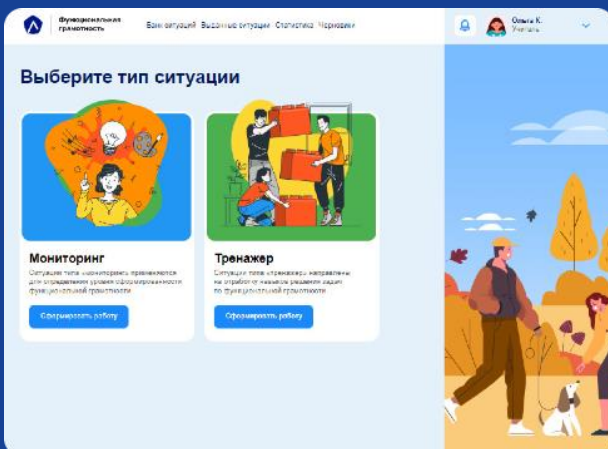 Функциональная
грамотность
Банк ситуаций Выданные ситуации Статистика Черновики
Ольга К.
Учитель
Выберите тип ситуации
Мониторинг
Ситуации типа «мониторинг» применяются
для определения уровня сформированности
функциональной грамотности
Сформировать работу
Тренажер
Ситуации типа «тренажер» направлены
на отработку навыков решения задач
по функциональной грамотности
Сформировать работу